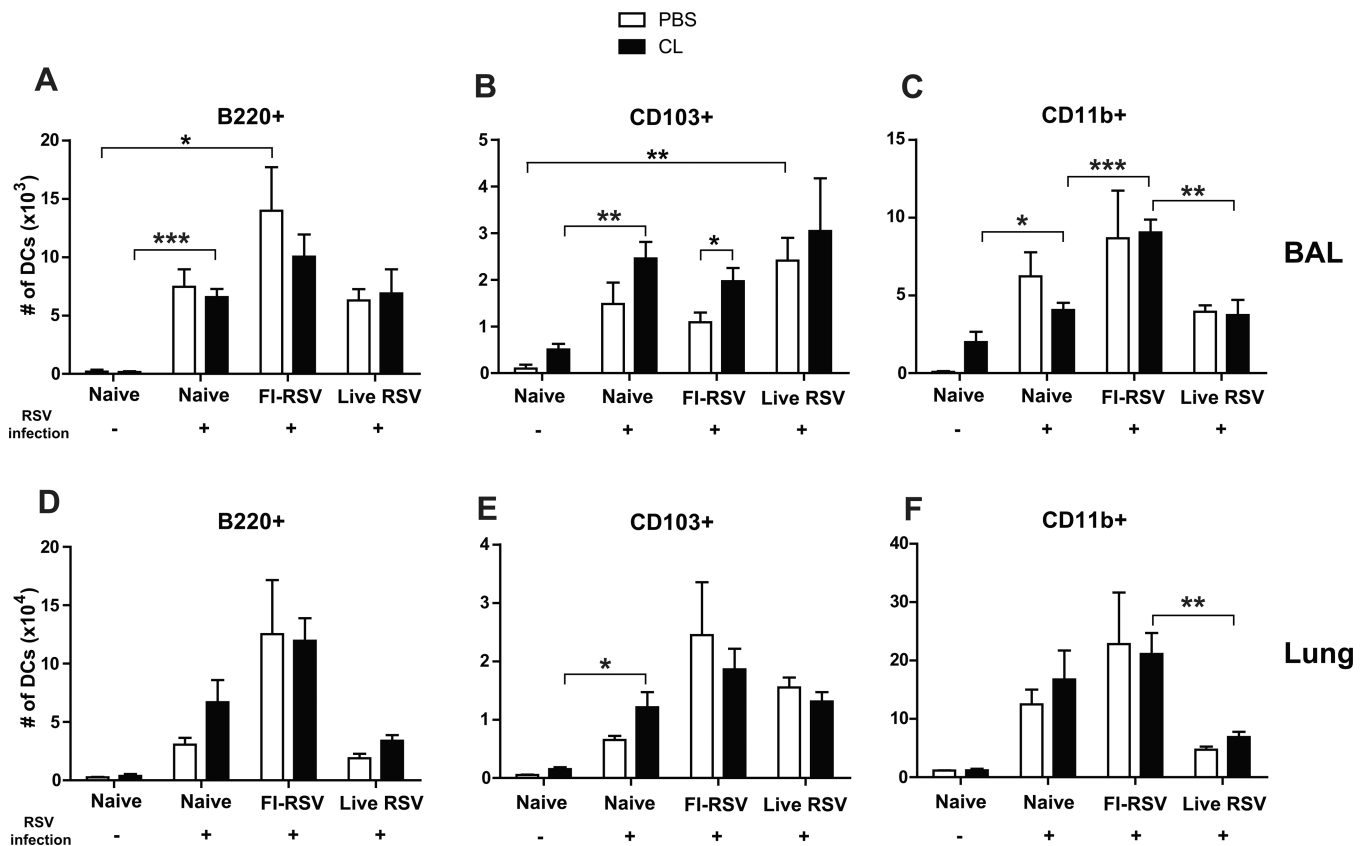 PBS
CL
A
B220+
# of DCs (x10³)
20
15
10
5
0
*
***
Naive Naive FI-RSV Live RSV
RSV
infection - + + +
B
CD103+
5
4
3
2
1
0
**
**
*
Naive Naive FI-RSV Live RSV
- + + +
C
CD11b+
15
10
5
0
***
**
*
Naive Naive FI-RSV Live RSV
- + + +
BAL
D
B220+
# of DCs (x10⁴)
20
15
10
5
0
Naive Naive FI-RSV Live RSV
RSV
infection - + + +
E
CD103+
4
3
2
1
0
*
Naive Naive FI-RSV Live RSV
- + + +
F
CD11b+
40
30
20
10
0
**
Naive Naive FI-RSV Live RSV
- + + +
Lung